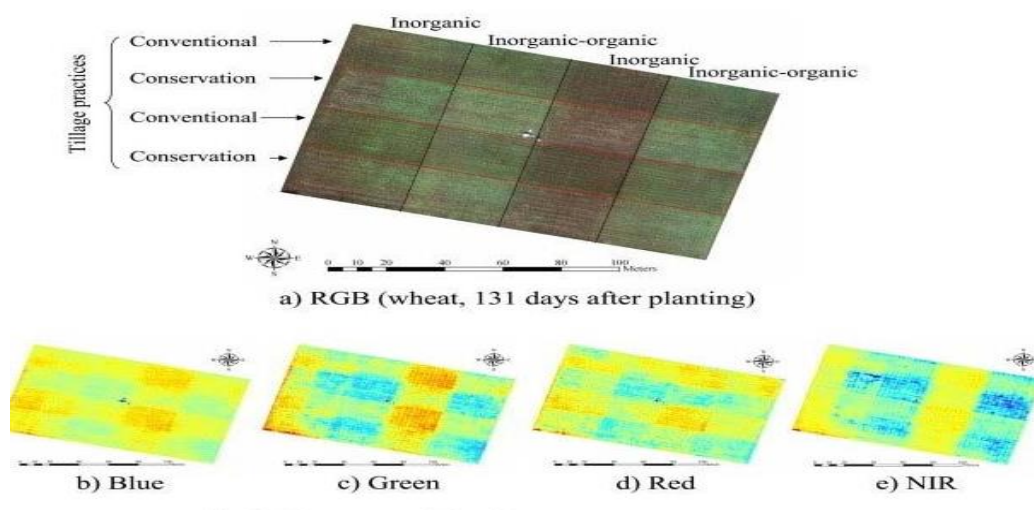 Inorganic
Inorganic-organic
Inorganic
Inorganic-organic
Tillage practices
Conventional
Conservation
Conventional
Conservation
N
W E
S
0 10 20 40 60 80 100
Meters
a) RGB (wheat, 131 days after planting)
b) Blue
c) Green
d) Red
e) NIR